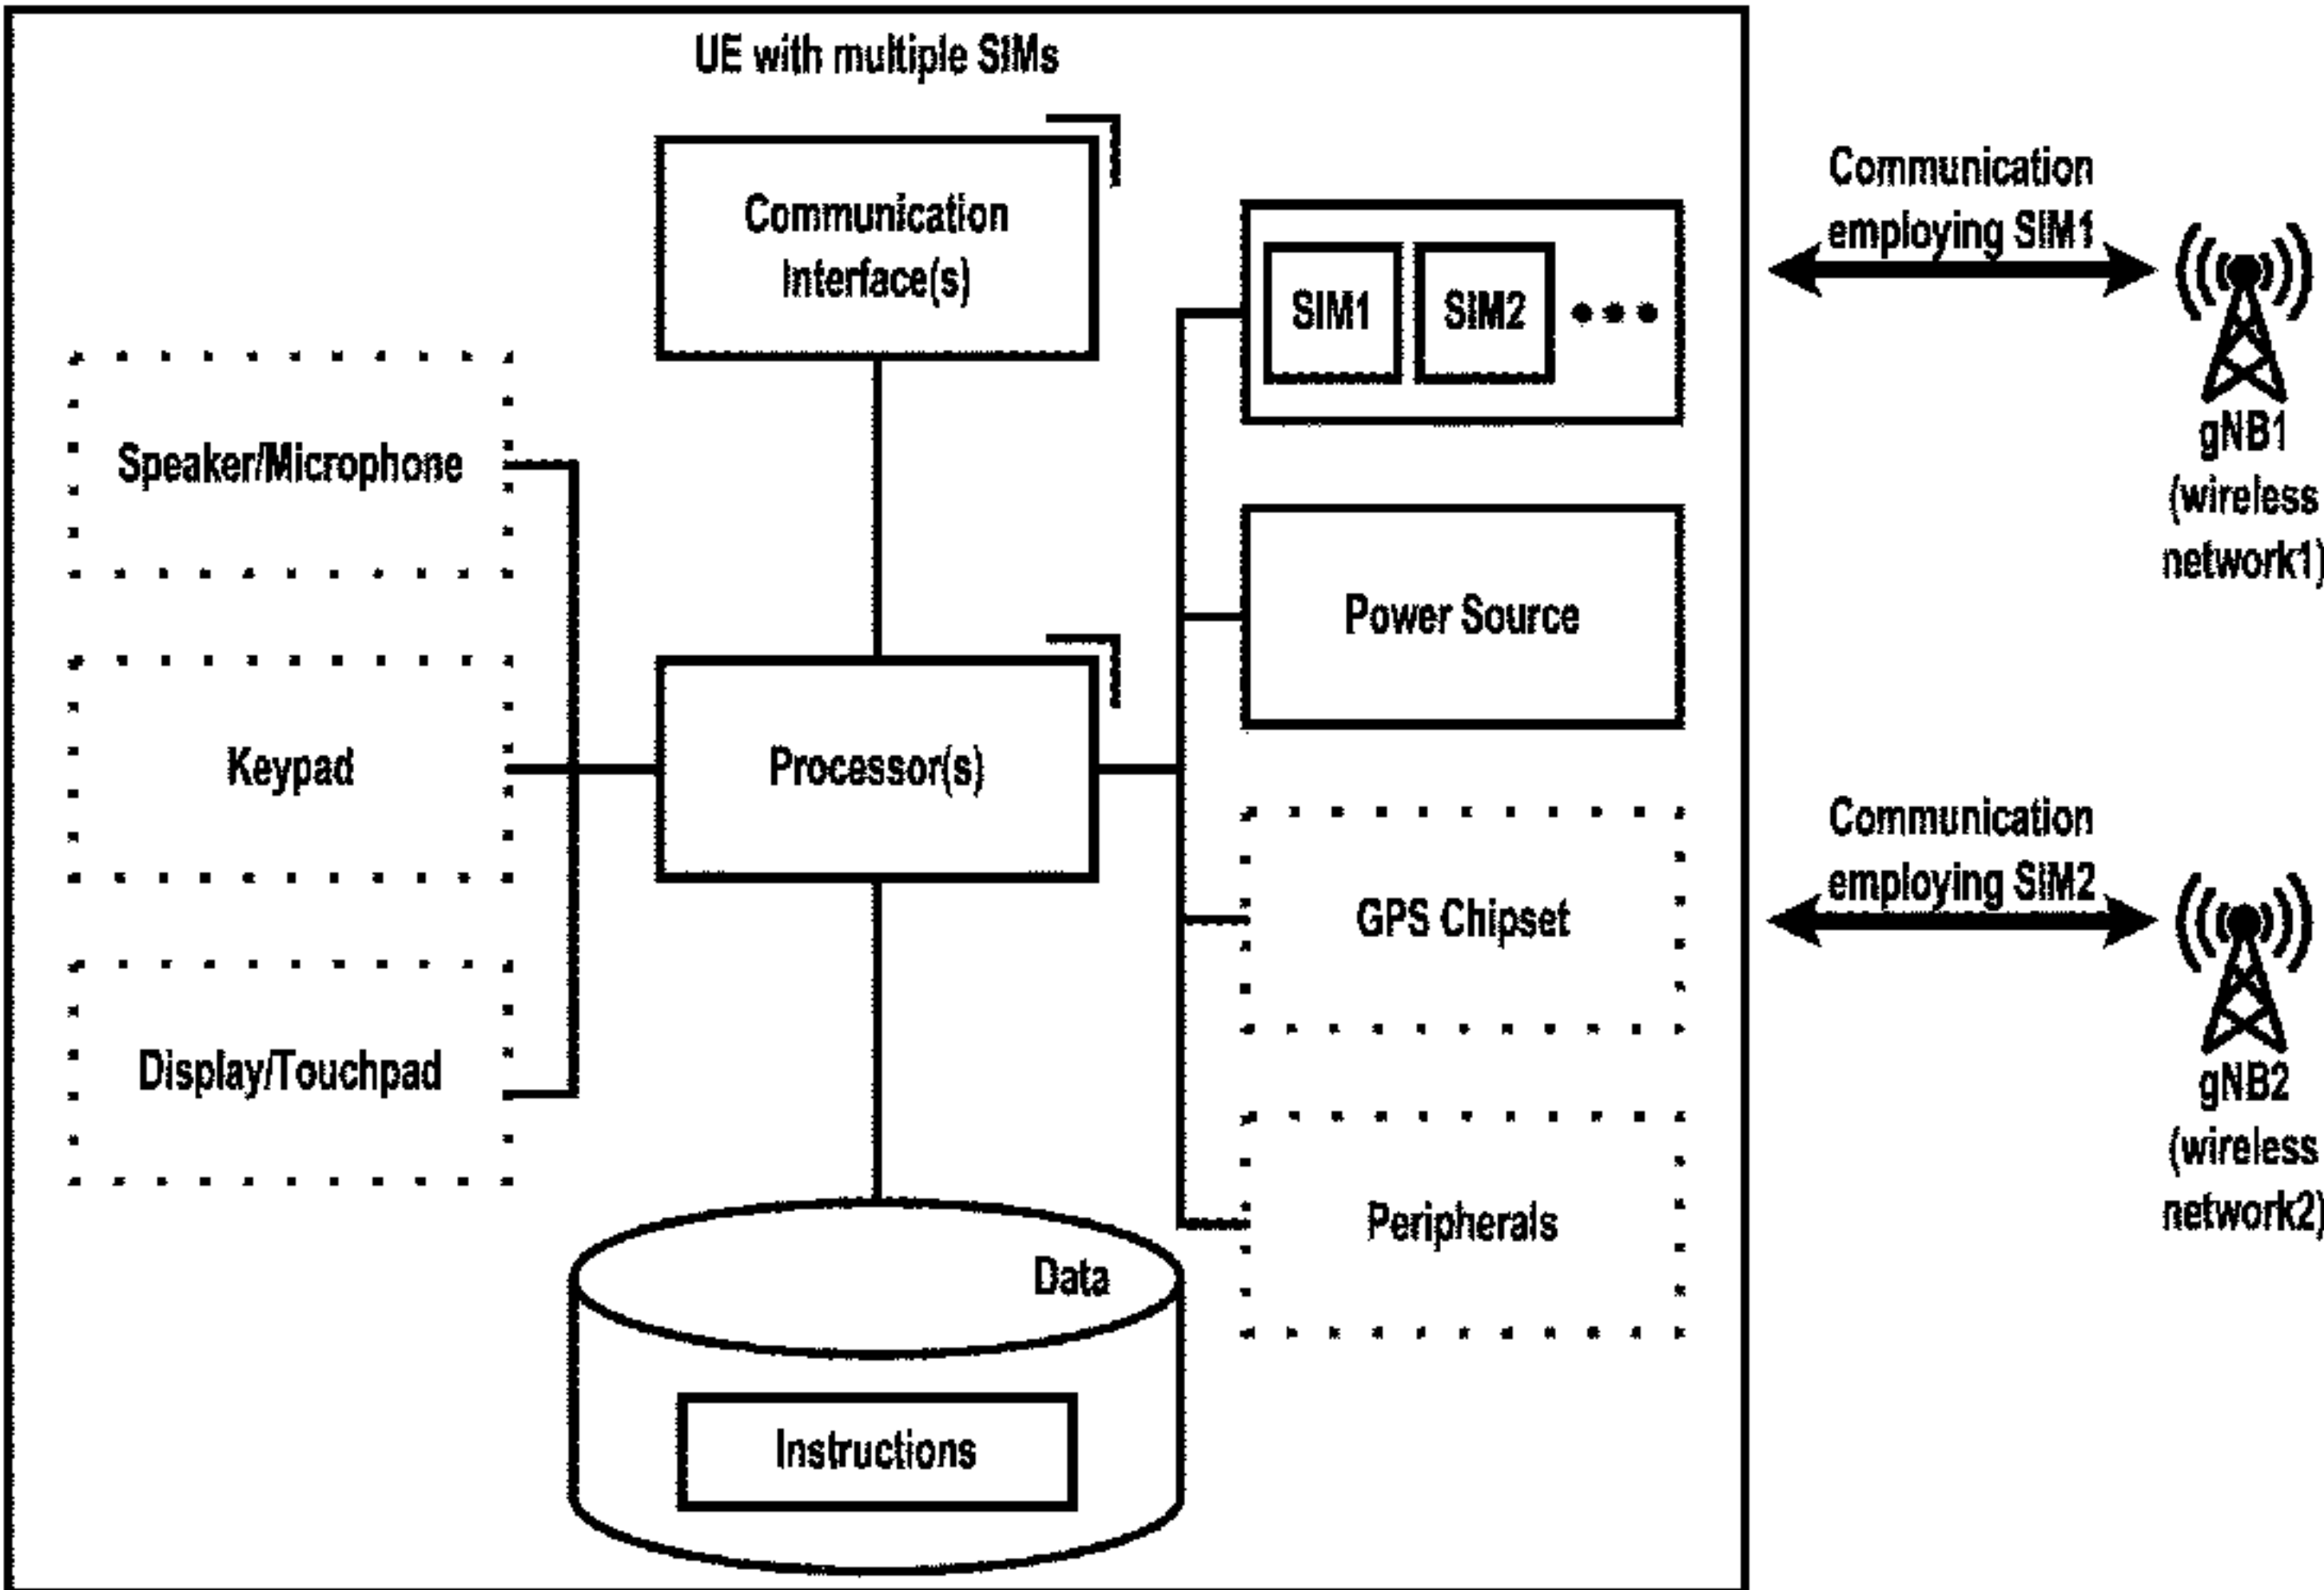 UE with multiple SIMs
Communication
Interface(s)
SIM1
SIM2
Speaker/Microphone
Power Source
Keypad
Processor(s)
GPS Chipset
Display/Touchpad
Peripherals
Data
Instructions
Communication
employing SIM1
gNB1
(wireless
network1)
Communication
employing SIM2
gNB2
(wireless
network2)